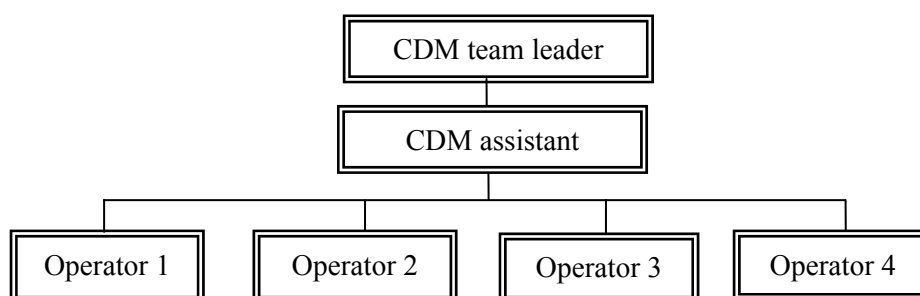 CDM team leader
CDM assistant
Operator 1
Operator 2
Operator 3
Operator 4